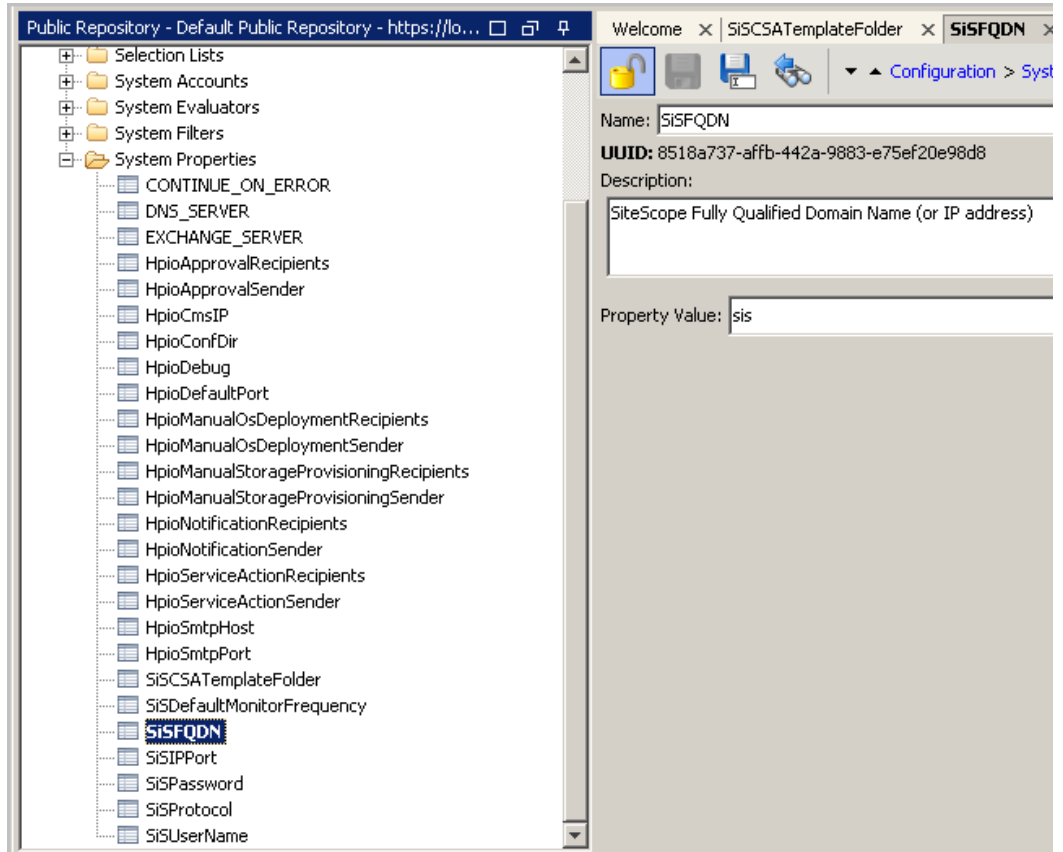 Public Repository - Default Public Repository - https://lo...
Selection Lists
System Accounts
System Evaluators
System Filters
System Properties
CONTINUE_ON_ERROR
DNS_SERVER
EXCHANGE_SERVER
HpioApprovalRecipients
HpioApprovalSender
HpioCmsIP
HpioConfDir
HpioDebug
HpioDefaultPort
HpioManualOsDeploymentRecipients
HpioManualOsDeploymentSender
HpioManualStorageProvisioningRecipients
HpioManualStorageProvisioningSender
HpioNotificationRecipients
HpioNotificationSender
HpioServiceActionRecipients
HpioServiceActionSender
HpioSmtpHost
HpioSmtpPort
SiSCSATemplateFolder
SiSDefaultMonitorFrequency
SiSFQDN
SiSIPPort
SiSPassword
SiSProtocol
SiSUserName
Welcome SiSCSATemplateFolder SiSFQDN
Configuration > Syst
Name: SiSFQDN
UUID: 8518a737-affb-442a-9883-e75ef20e98d8
Description:
SiteScope Fully Qualified Domain Name (or IP address)
Property Value: sis